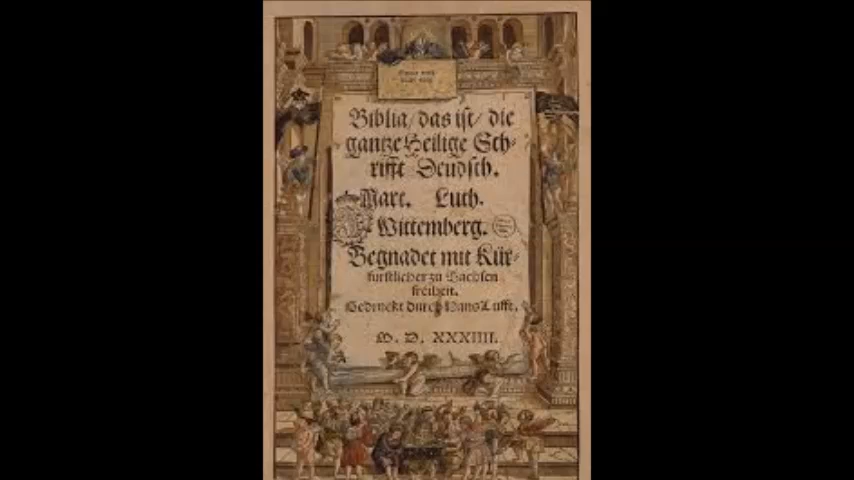 Biblia/das ist/die
gantze Heilige Sch-
rifft Deudsch.
Mart. Luth.
Wittemberg.
Begnadet mit Kür-
fürstlicher zu Sachsen
freiheit.
Gedruckt durch Hans Lufft.
M. D. XXXIIII.